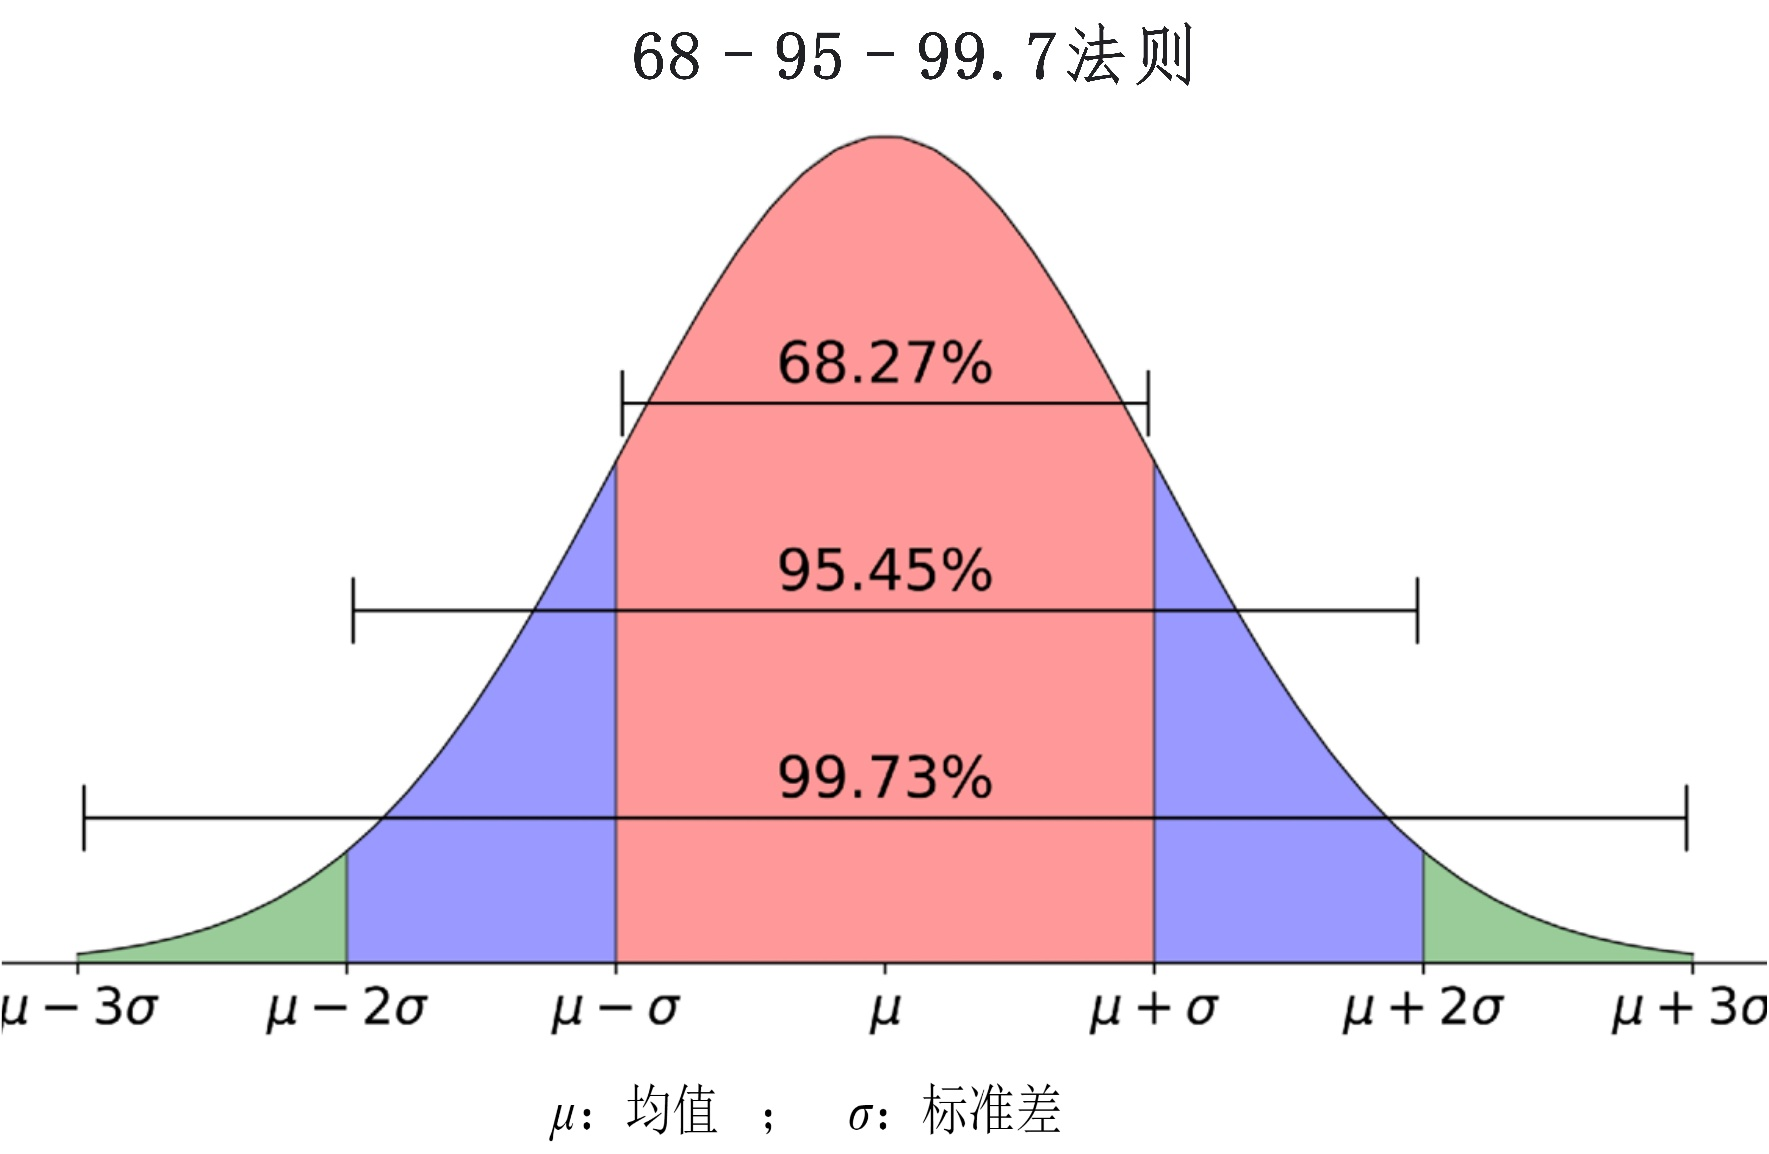 68－95－99.7法则
68.27%
95.45%
99.73%
μ − 3σ μ − 2σ μ − σ μ μ + σ μ + 2σ μ + 3σ
μ：均值 ； σ：标准差